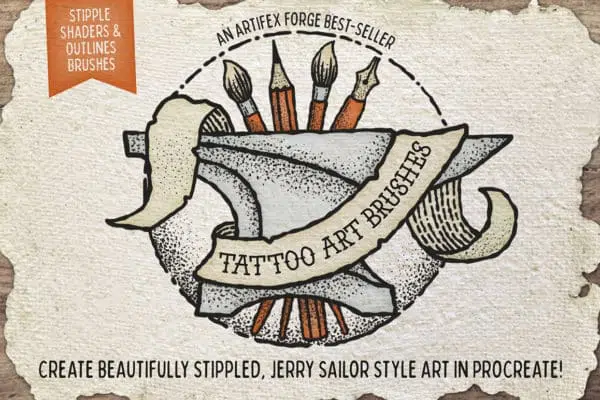 STIPPLE
SHADERS &
OUTLINES
BRUSHES
AN ARTIFEX FORGE BEST-SELLER
TATTOO ART BRUSHES
CREATE BEAUTIFULLY STIPPLED, JERRY SAILOR STYLE ART IN PROCREATE!